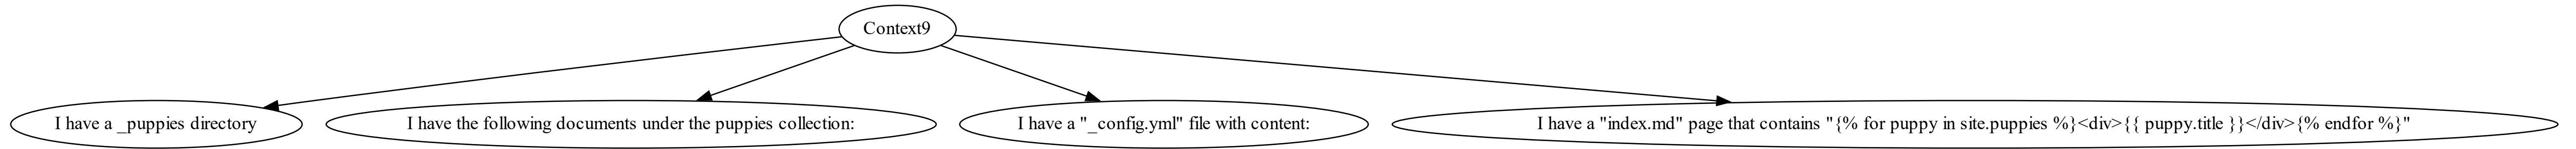 Context9
I have a _puppies directory
I have the following documents under the puppies collection:
I have a "_config.yml" file with content:
I have a "index.md" page that contains "{% for puppy in site.puppies %}<div>{{ puppy.title }}</div>{% endfor %}"